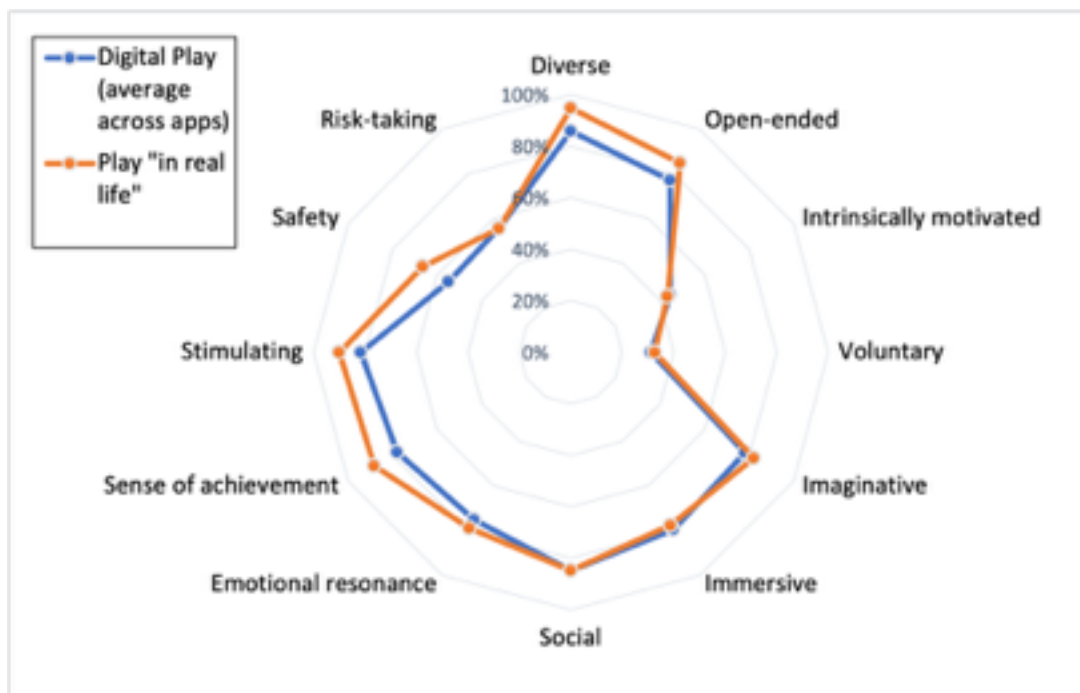 Digital Play
(average
across apps)
Play "in real
life"
Diverse
100%
Risk-taking
Open-ended
80%
Safety
60%
Intrinsically motivated
40%
20%
Stimulating
0%
Voluntary
Sense of achievement
Imaginative
Emotional resonance
Immersive
Social